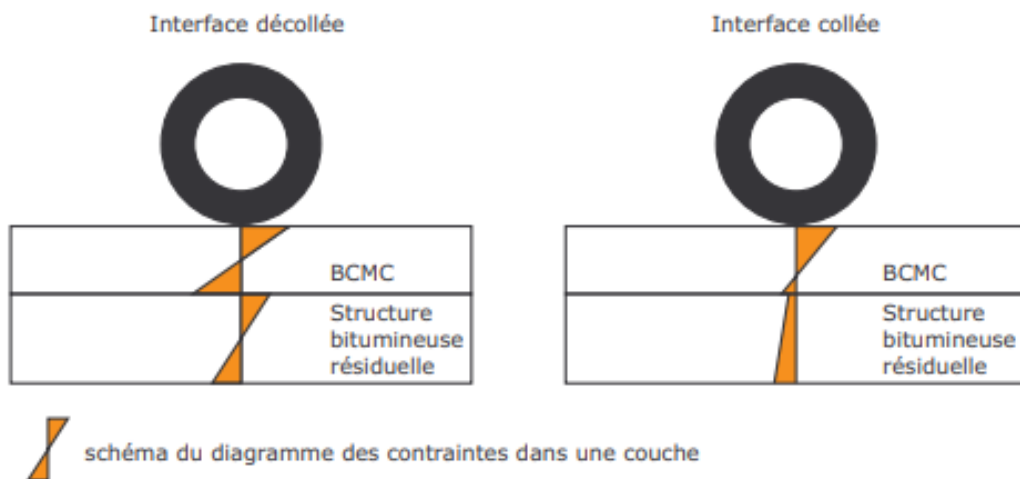 Interface décollée
Interface collée
BCMC
Structure
bitumineuse
résiduelle
BCMC
Structure
bitumineuse
résiduelle
schéma du diagramme des contraintes dans une couche